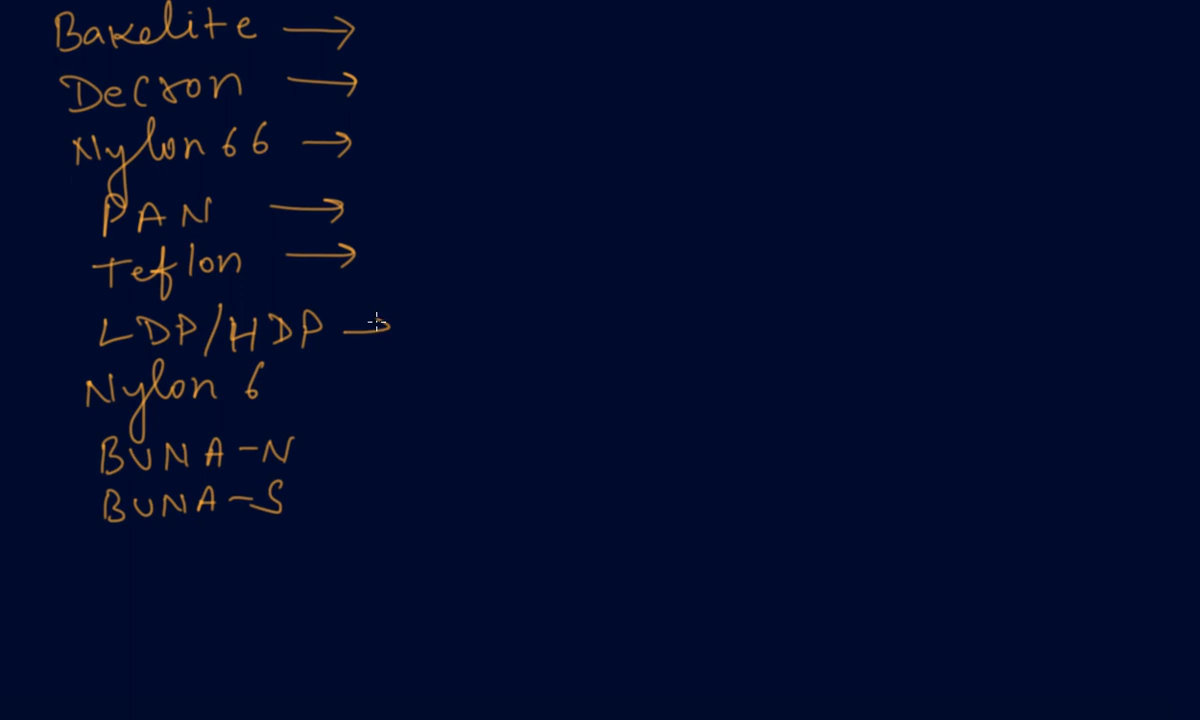 Bakelite →
Decron →
Nylon 66 →
PAN →
Teflon →
LDP/HDP →
Nylon 6
BUNA-N
BUNA-S